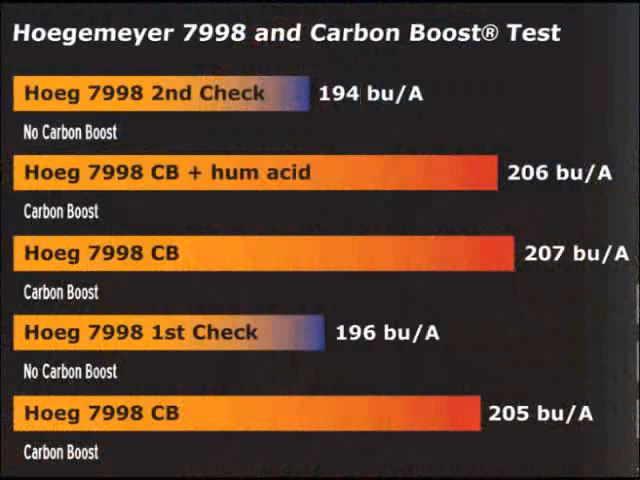 Hoegemeyer 7998 and Carbon Boost® Test
Hoeg 7998 2nd Check 194 bu/A
No Carbon Boost
Hoeg 7998 CB + hum acid 206 bu/A
Carbon Boost
Hoeg 7998 CB 207 bu/A
Carbon Boost
Hoeg 7998 1st Check 196 bu/A
No Carbon Boost
Hoeg 7998 CB 205 bu/A
Carbon Boost